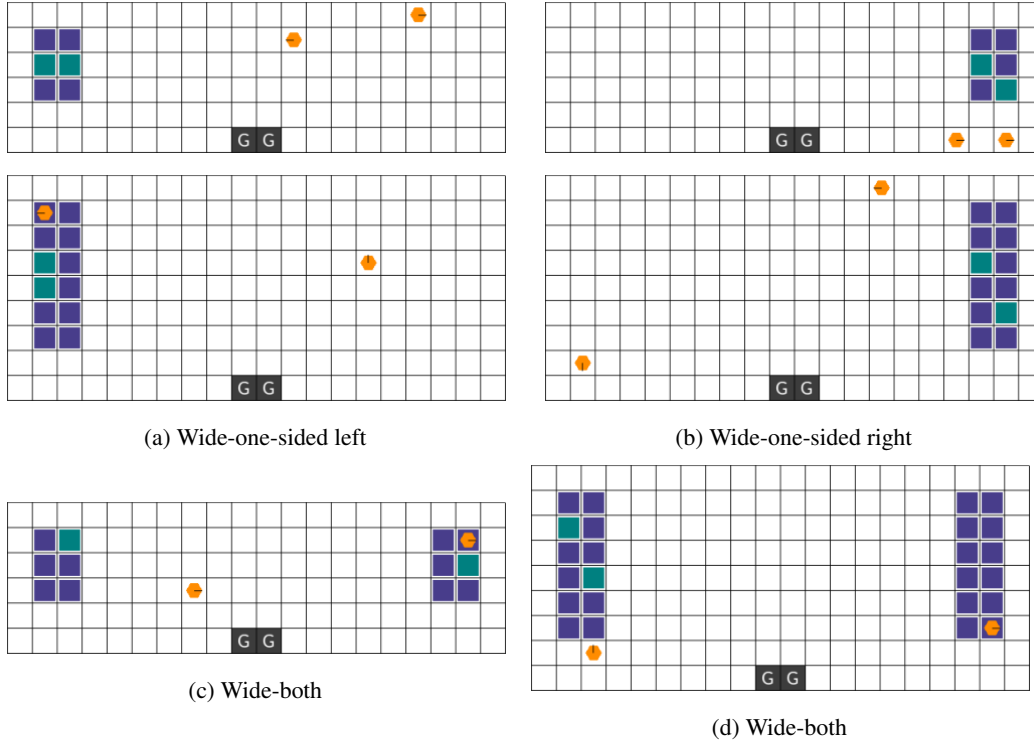 G G
G G
G G
G G
(a) Wide-one-sided left
(b) Wide-one-sided right
G G
G G
(c) Wide-both
(d) Wide-both